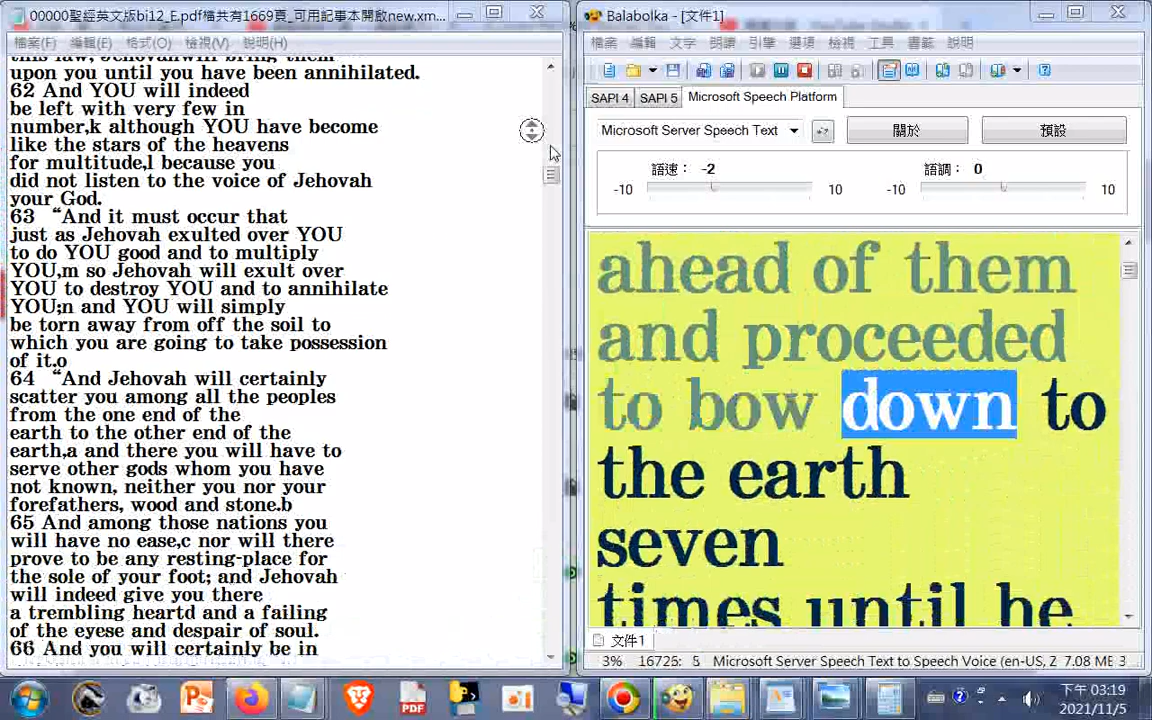 00000聖經英文版bi12_E.pdf檔共有1669頁_可用記事本開啟new.xm...
檔案(F) 編輯(E) 格式(O) 檢視(V) 說明(H)
this law, Jehovahwill bring them
upon you until you have been annihilated.
62 And YOU will indeed
be left with very few in
number,k although YOU have become
like the stars of the heavens
for multitude,l because you
did not listen to the voice of Jehovah
your God.
63 “And it must occur that
just as Jehovah exulted over YOU
to do YOU good and to multiply
YOU,m so Jehovah will exult over
YOU to destroy YOU and to annihilate
YOU;n and YOU will simply
be torn away from off the soil to
which you are going to take possession
of it.o
64 “And Jehovah will certainly
scatter you among all the peoples
from the one end of the
earth to the other end of the
earth,a and there you will have to
serve other gods whom you have
not known, neither you nor your
forefathers, wood and stone.b
65 And among those nations you
will have no ease,c nor will there
prove to be any resting-place for
the sole of your foot; and Jehovah
will indeed give you there
a trembling heartd and a failing
of the eyese and despair of soul.
66 And you will certainly be in
Balabolka - [文件1]
檔案 編輯 文字 朗讀 引擎 選項 檢視 工具 書籤 說明
SAPI 4 SAPI 5 Microsoft Speech Platform
Microsoft Server Speech Text 關於 預設
語速： -2 語調： 0
-10 10 -10 10
ahead of them
and proceeded
to bow down to
the earth
seven
times until he
文件1
3% 16725: 5 Microsoft Server Speech Text to Speech Voice (en-US, Z 7.08 ME 3
下午 03:19
2021/11/5